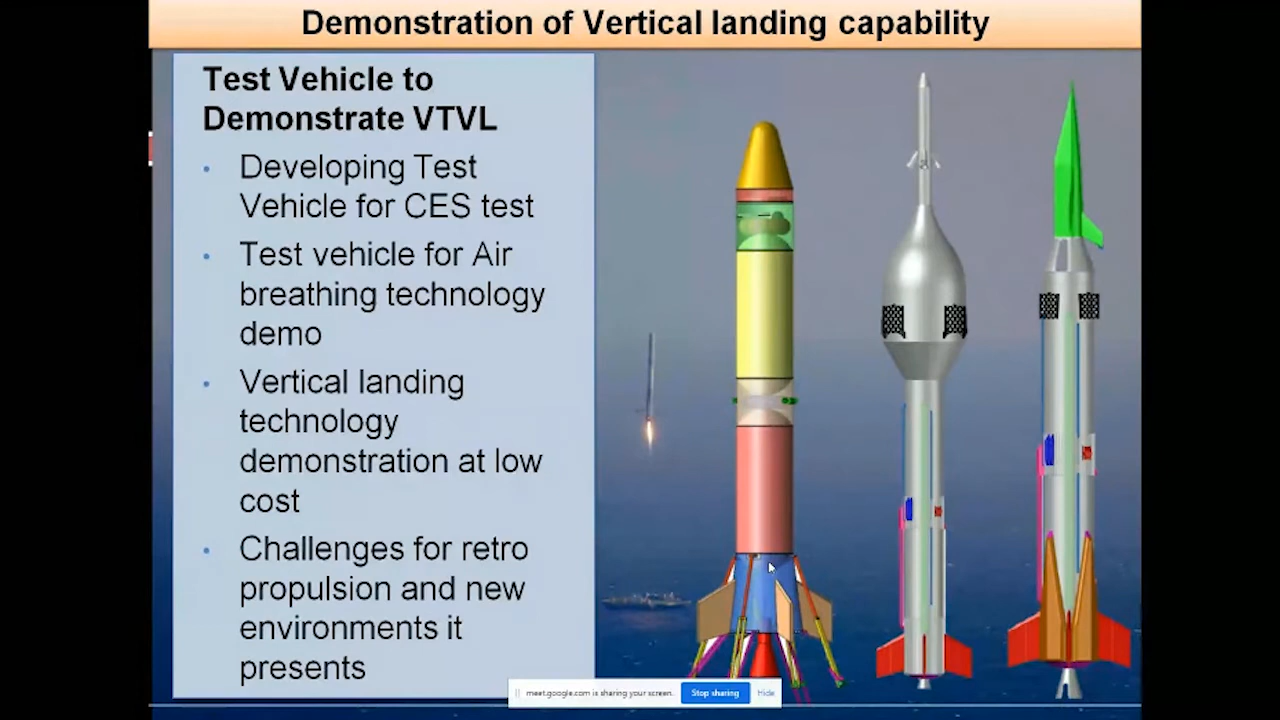 Demonstration of Vertical landing capability
Test Vehicle to
Demonstrate VTVL
• Developing Test
Vehicle for CES test
• Test vehicle for Air
breathing technology
demo
• Vertical landing
technology
demonstration at low
cost
• Challenges for retro
propulsion and new
environments it
presents
meet.google.com is sharing your screen.
Stop sharing
Hide